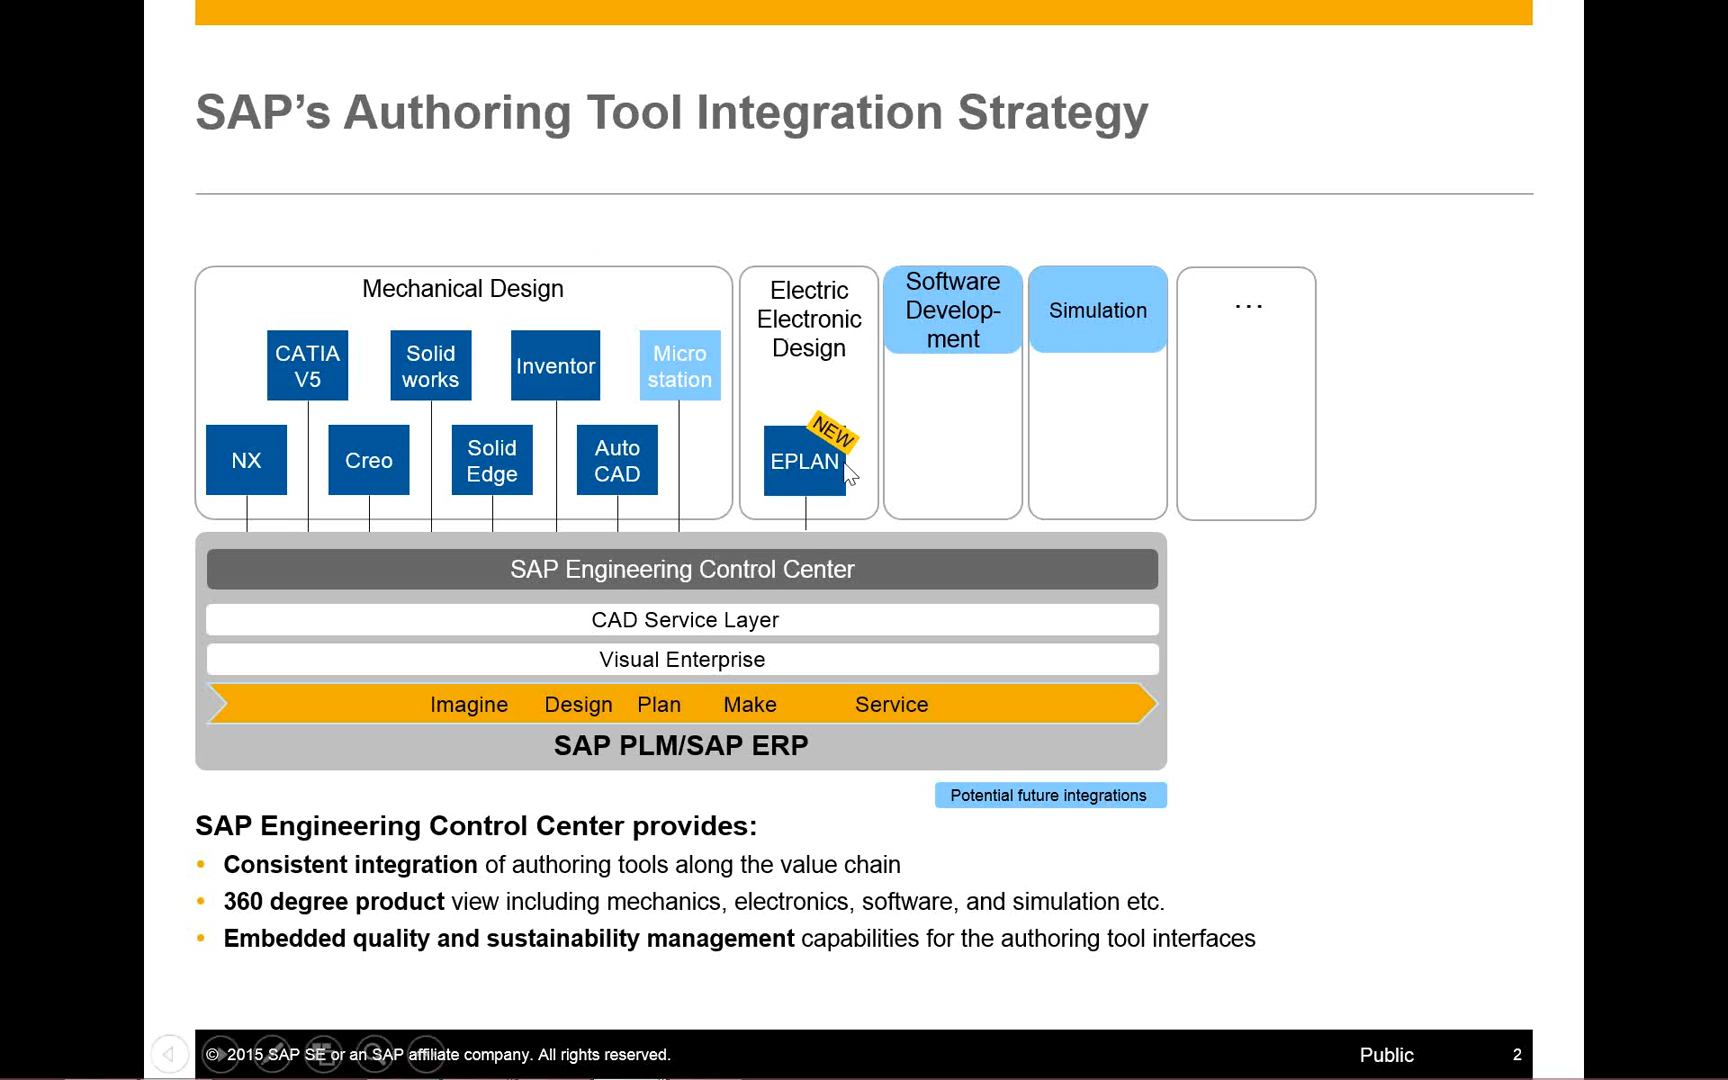 SAP’s Authoring Tool Integration Strategy
Mechanical Design
CATIA
V5
Solid
works
Inventor
Micro
station
NX
Creo
Solid
Edge
Auto
CAD
Electric
Electronic
Design
NEW
EPLAN
Software
Develop-
ment
Simulation
...
SAP Engineering Control Center
CAD Service Layer
Visual Enterprise
Imagine Design Plan Make Service
SAP PLM/SAP ERP
Potential future integrations
SAP Engineering Control Center provides:
• Consistent integration of authoring tools along the value chain
• 360 degree product view including mechanics, electronics, software, and simulation etc.
• Embedded quality and sustainability management capabilities for the authoring tool interfaces
© 2015 SAP SE or an SAP affiliate company. All rights reserved.
Public
2